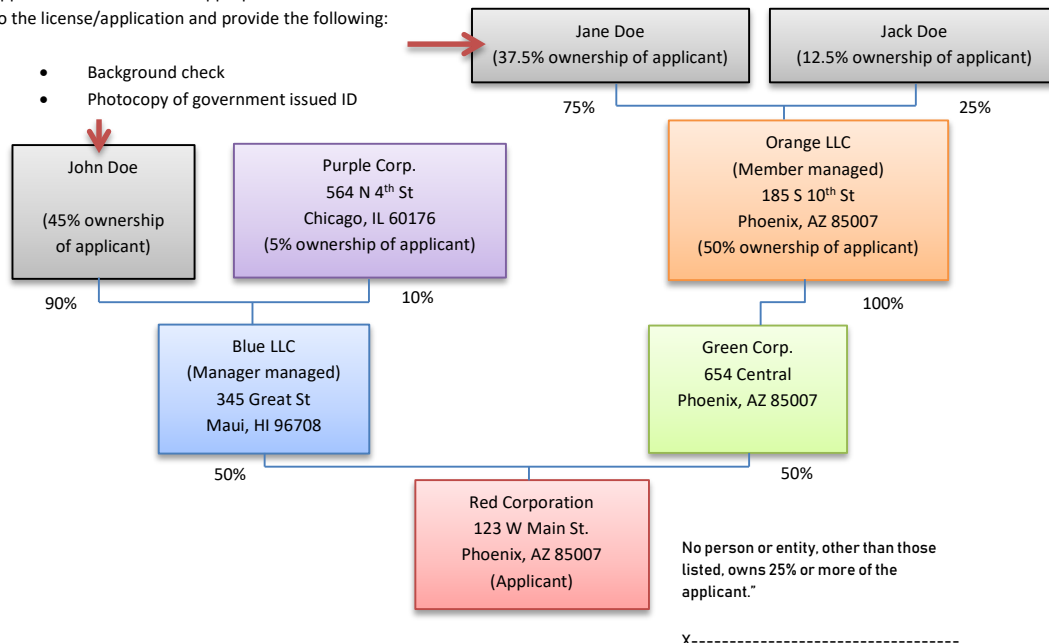 o the license/application and provide the following:
• Background check
• Photocopy of government issued ID
Jane Doe
(37.5% ownership of applicant)
Jack Doe
(12.5% ownership of applicant)
75%
25%
John Doe
(45% ownership
of applicant)
Purple Corp.
564 N 4th St
Chicago, IL 60176
(5% ownership of applicant)
Orange LLC
(Member managed)
185 S 10th St
Phoenix, AZ 85007
(50% ownership of applicant)
90%
10%
100%
Blue LLC
(Manager managed)
345 Great St
Maui, HI 96708
Green Corp.
654 Central
Phoenix, AZ 85007
50%
50%
Red Corporation
123 W Main St.
Phoenix, AZ 85007
(Applicant)
No person or entity, other than those
listed, owns 25% or more of the
applicant.”
X-------------------------------------